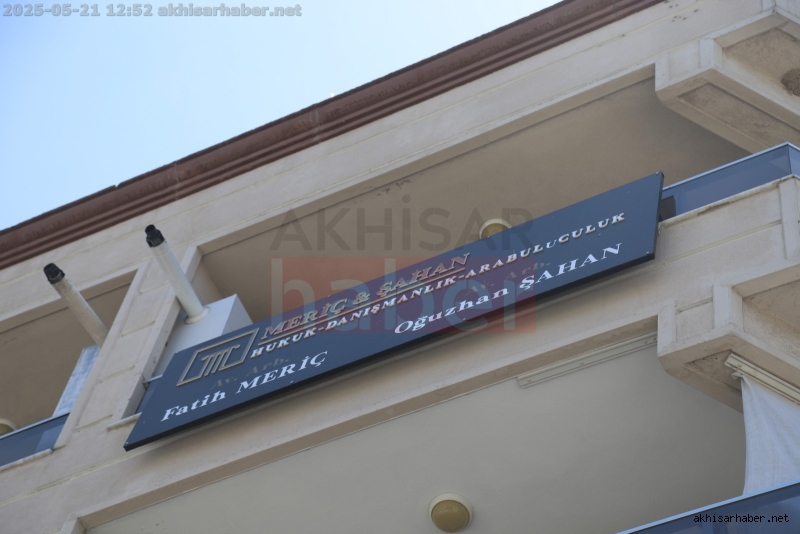 2025-05-21 12:52 akhisarhaber.net
AKHİSAR
haber
MERİÇ & ŞAHAN
HUKUK-DANIŞMANLIK-ARABULUCULUK
Av. Arb.
Fatih MERİÇ
Av. Arb.
Oğuzhan ŞAHAN
akhisarhaber.net